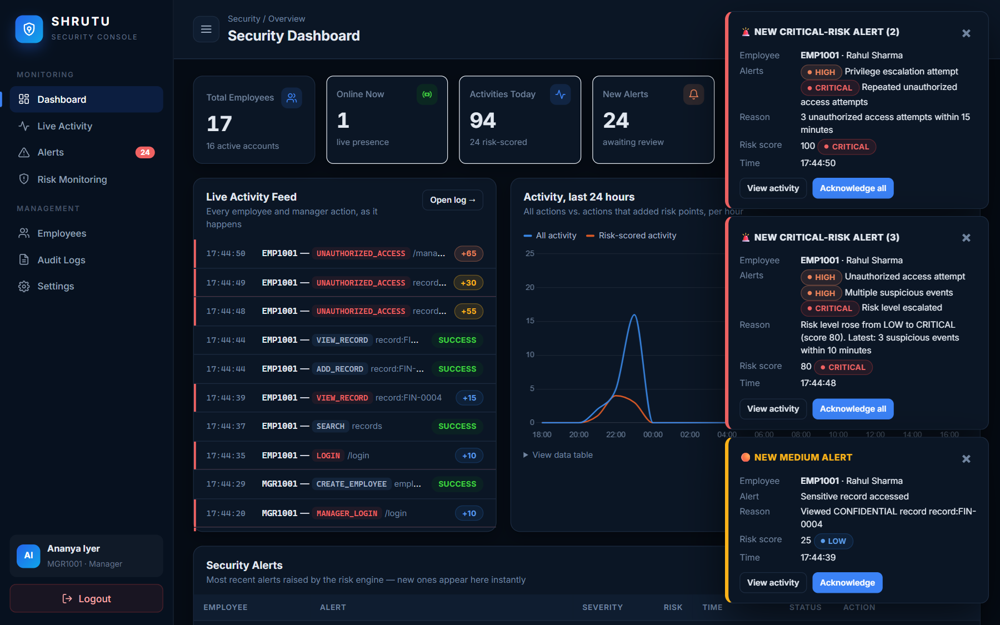 SHRUTU
SECURITY CONSOLE
MONITORING
Dashboard
Live Activity
Alerts 24
Risk Monitoring
MANAGEMENT
Employees
Audit Logs
Settings
AI
Ananya Iyer
MGR1001 · Manager
Logout
Security / Overview
Security Dashboard
Total Employees
17
16 active accounts
Online Now
1
live presence
Activities Today
94
24 risk-scored
New Alerts
24
awaiting review
Live Activity Feed
Open log →
Every employee and manager action, as it
happens
17:44:50 EMP1001 — UNAUTHORIZED_ACCESS /mana... +65
17:44:49 EMP1001 — UNAUTHORIZED_ACCESS record... +30
17:44:48 EMP1001 — UNAUTHORIZED_ACCESS record... +55
17:44:44 EMP1001 — VIEW_RECORD record:FI... SUCCESS
17:44:44 EMP1001 — ADD_RECORD record:FIN-... SUCCESS
17:44:39 EMP1001 — VIEW_RECORD record:FIN-0004 +15
17:44:37 EMP1001 — SEARCH records SUCCESS
17:44:35 EMP1001 — LOGIN /login +10
17:44:29 MGR1001 — CREATE_EMPLOYEE empl... SUCCESS
17:44:20 MGR1001 — MANAGER_LOGIN /login +10
Activity, last 24 hours
All actions vs. actions that added risk points, per hour
All activity Risk-scored activity
25
20
15
10
5
0
18:00 20:00 22:00 00:00 02:00 04:00 06:00 08:00 10:00 12:00 14:00 16:00
View data table
Security Alerts
Most recent alerts raised by the risk engine — new ones appear here instantly
EMPLOYEE ALERT SEVERITY RISK TIME STATUS ACTION
NEW CRITICAL-RISK ALERT (2)
Employee EMP1001 · Rahul Sharma
Alerts HIGH Privilege escalation attempt
CRITICAL Repeated unauthorized
access attempts
Reason 3 unauthorized access attempts within 15
minutes
Risk score 100 CRITICAL
Time 17:44:50
View activity Acknowledge all
NEW CRITICAL-RISK ALERT (3)
Employee EMP1001 · Rahul Sharma
Alerts HIGH Unauthorized access attempt
HIGH Multiple suspicious events
CRITICAL Risk level escalated
Reason Risk level rose from LOW to CRITICAL
(score 80). Latest: 3 suspicious events
within 10 minutes
Risk score 80 CRITICAL
Time 17:44:48
View activity Acknowledge all
NEW MEDIUM ALERT
Employee EMP1001 · Rahul Sharma
Alert Sensitive record accessed
Reason Viewed CONFIDENTIAL record record:FIN-
0004
Risk score 25 LOW
Time 17:44:39
View activity Acknowledge